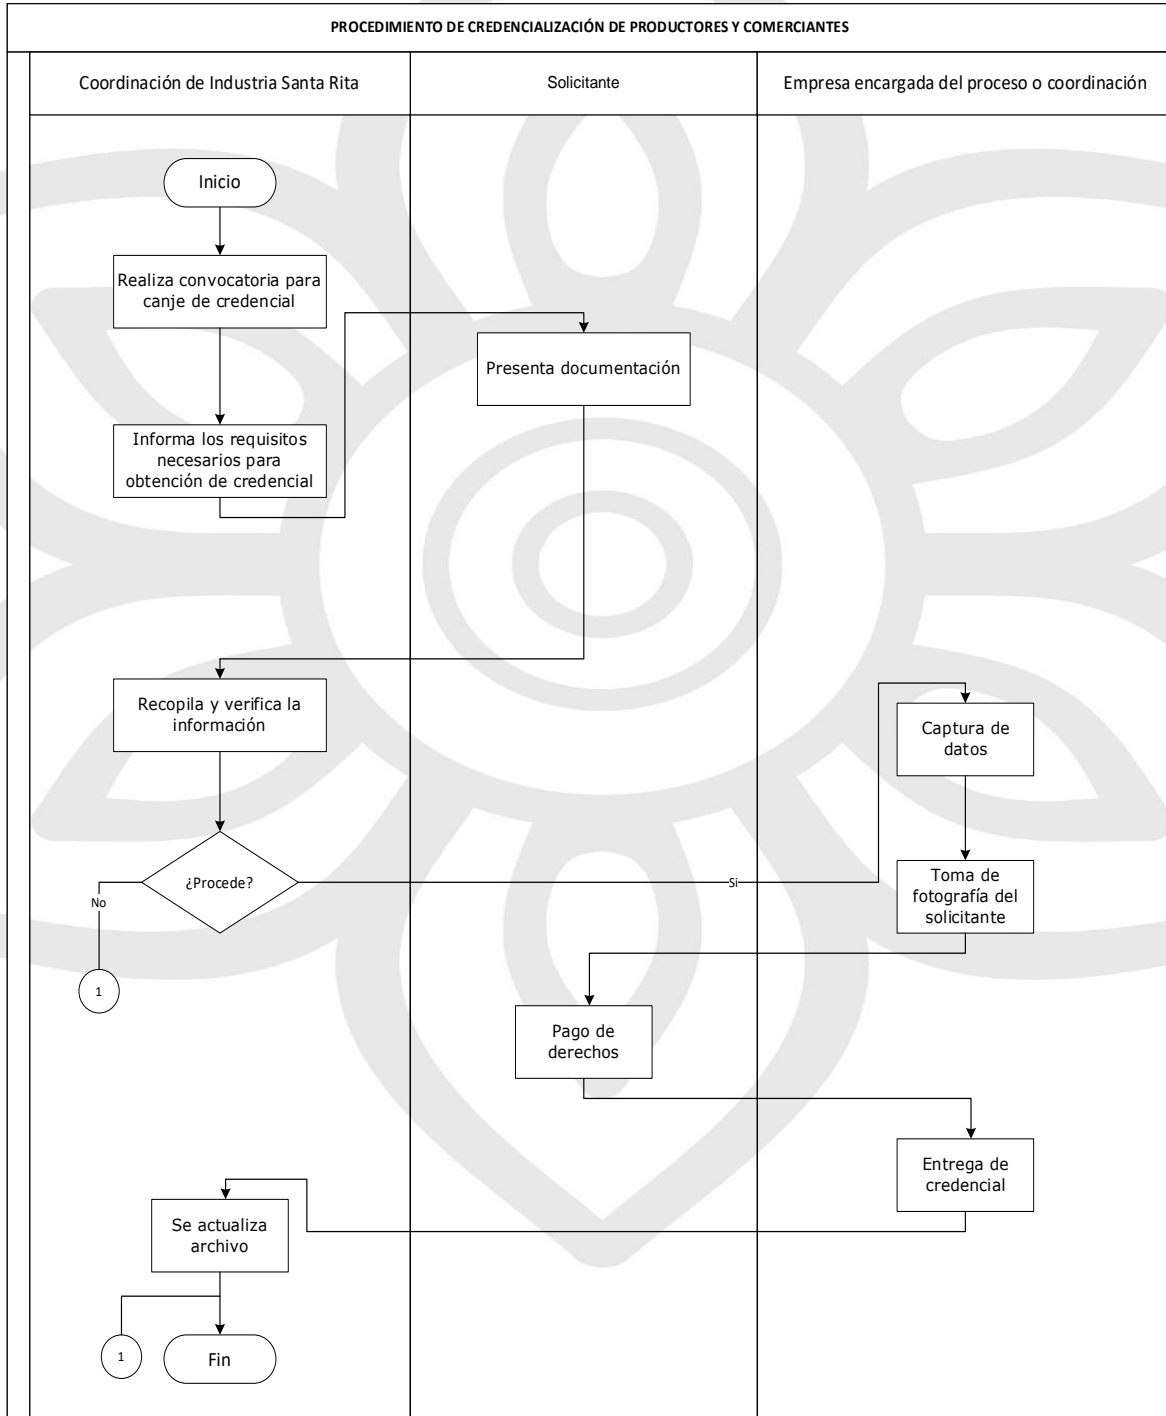 PROCEDIMIENTO DE CREDENCIALIZACIÓN DE PRODUCTORES Y COMERCIANTES
Coordinación de Industria Santa Rita
Solicitante
Empresa encargada del proceso o coordinación
Inicio
Realiza convocatoria para
canje de credencial
Informa los requisitos
necesarios para
obtención de credencial
Presenta documentación
Recopila y verifica la
información
¿Procede?
No
1
Si
Captura de
datos
Toma de
fotografía del
solicitante
Pago de
derechos
Entrega de
credencial
Se actualiza
archivo
1
Fin